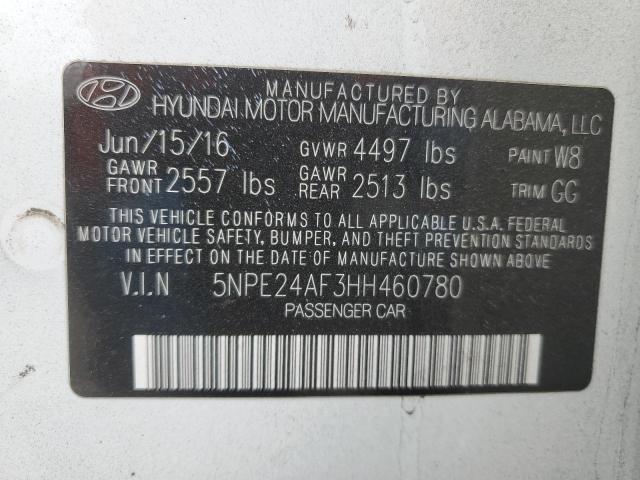 MANUFACTURED BY
HYUNDAI MOTOR MANUFACTURING ALABAMA, LLC
Jun/15/16 GVWR 4497 lbs PAINT W8
GAWR FRONT 2557 lbs GAWR REAR 2513 lbs TRIM GG
THIS VEHICLE CONFORMS TO ALL APPLICABLE U.S.A. FEDERAL
MOTOR VEHICLE SAFETY, BUMPER, AND THEFT PREVENTION STANDARDS
IN EFFECT ON THE DATE OF MANUFACTURE SHOWN ABOVE.
V.I.N 5NPE24AF3HH460780
PASSENGER CAR